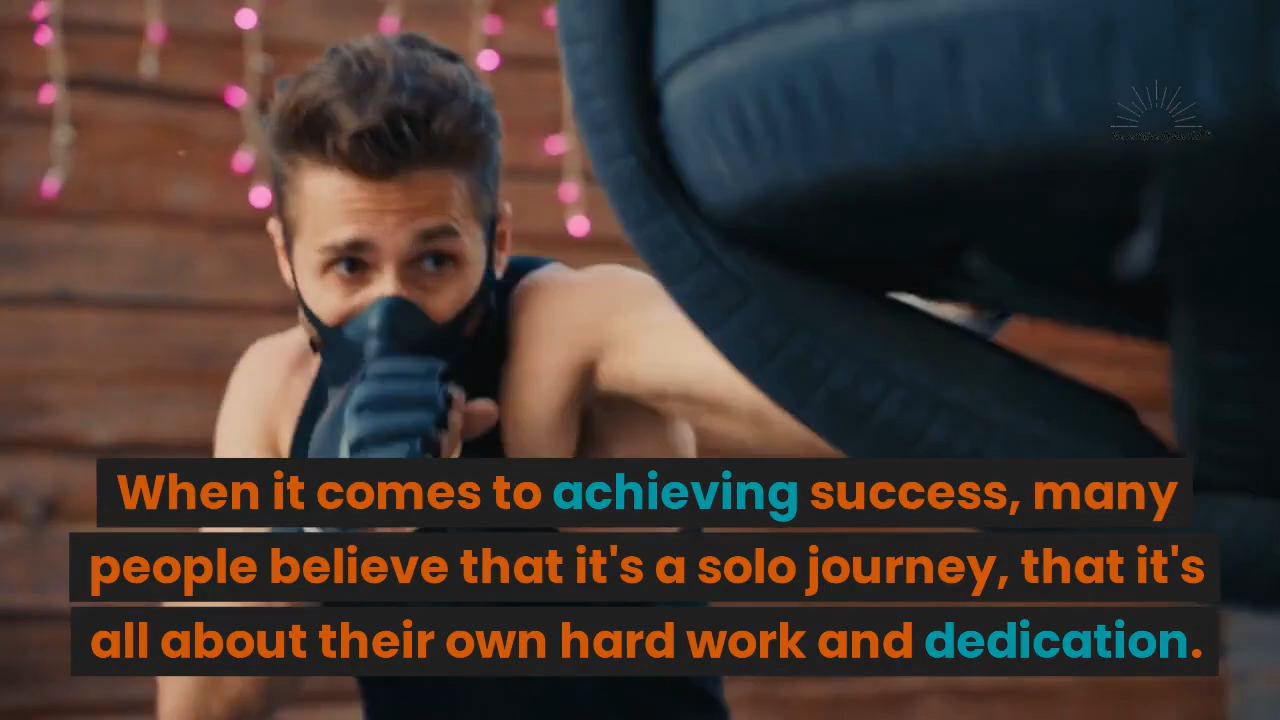 When it comes to achieving success, many
people believe that it's a solo journey, that it's
all about their own hard work and dedication.